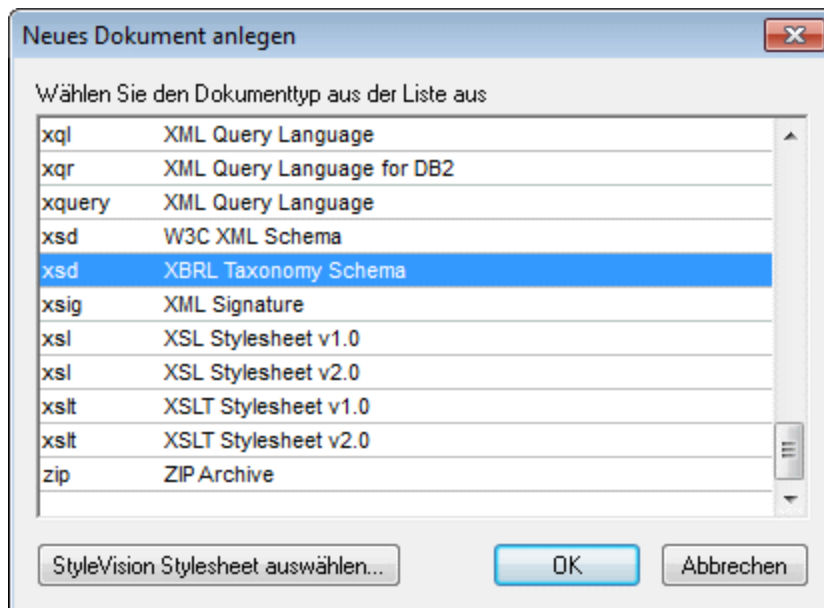 Neues Dokument anlegen
Wählen Sie den Dokumenttyp aus der Liste aus
xql XML Query Language
xqr XML Query Language for DB2
xquery XML Query Language
xsd W3C XML Schema
xsd XBRL Taxonomy Schema
xsig XML Signature
xsl XSL Stylesheet v1.0
xsl XSL Stylesheet v2.0
xslt XSLT Stylesheet v1.0
xslt XSLT Stylesheet v2.0
zip ZIP Archive
StyleVision Stylesheet auswählen... OK Abbrechen